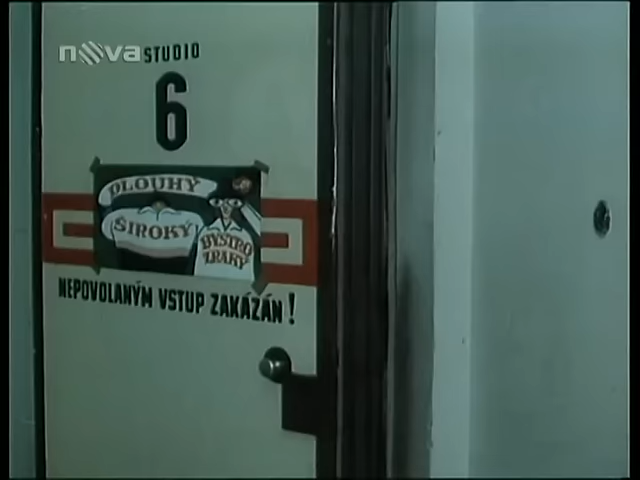 nova STUDIO
6
DLOUHÝ
ŠIROKÝ
BYSTRO
ZRAKÝ
NEPOVOLANÝM VSTUP ZAKÁZÁN!